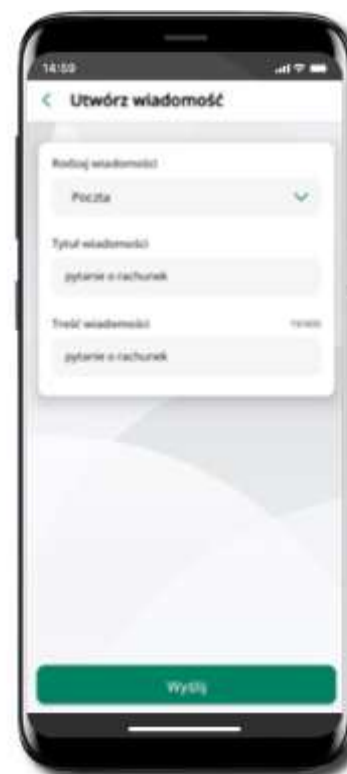 14:59
Utwórz wiadomość
Rodzaj wiadomości
Poczta
Tytuł wiadomości
pytanie o rachunek
Treść wiadomości
pytanie o rachunek
Wyślij